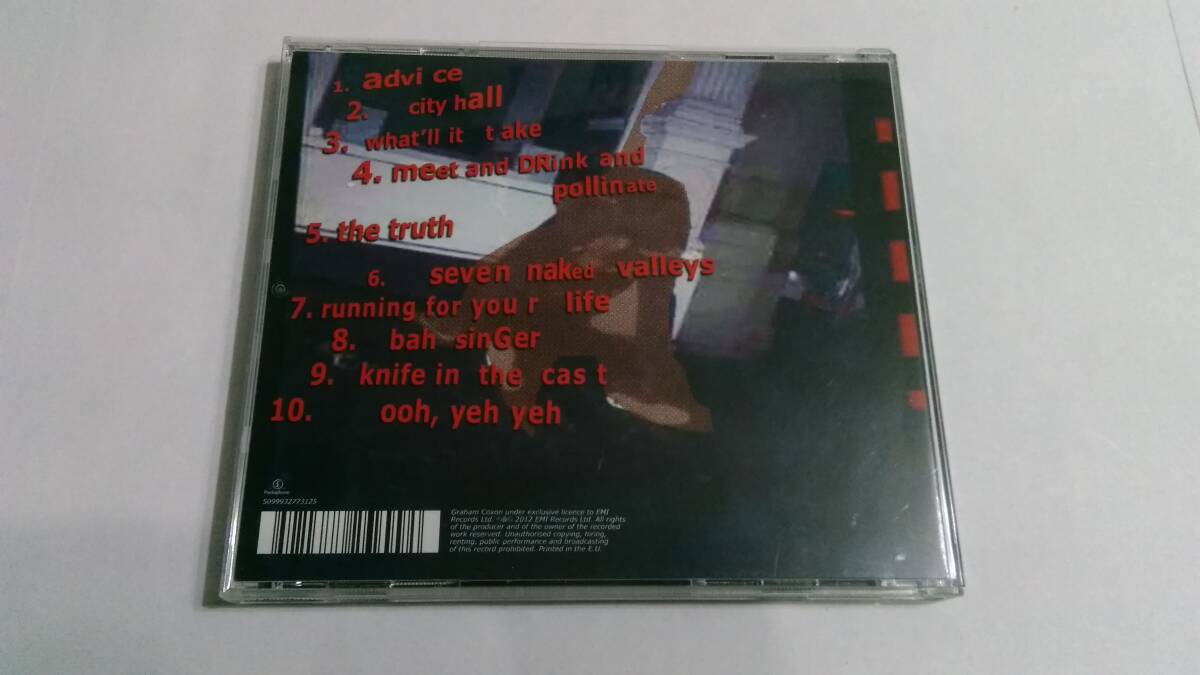 1. advi ce
2. city hall
3. what'll it t ake
4. meet and DRink and
pollinate
5. the truth
6. seven naked valleys
7. running for you r life
8. bah sinGer
9. knife in the cas t
10. ooh, yeh yeh
Parlophone
5099932773125
Graham Coxon under exclusive licence to EMI
Records Ltd. ℗&© 2012 EMI Records Ltd. All rights
of the producer and of the owner of the recorded
work reserved. Unauthorised copying, hiring,
renting, public performance and broadcasting
of this record prohibited. Printed in the E.U.